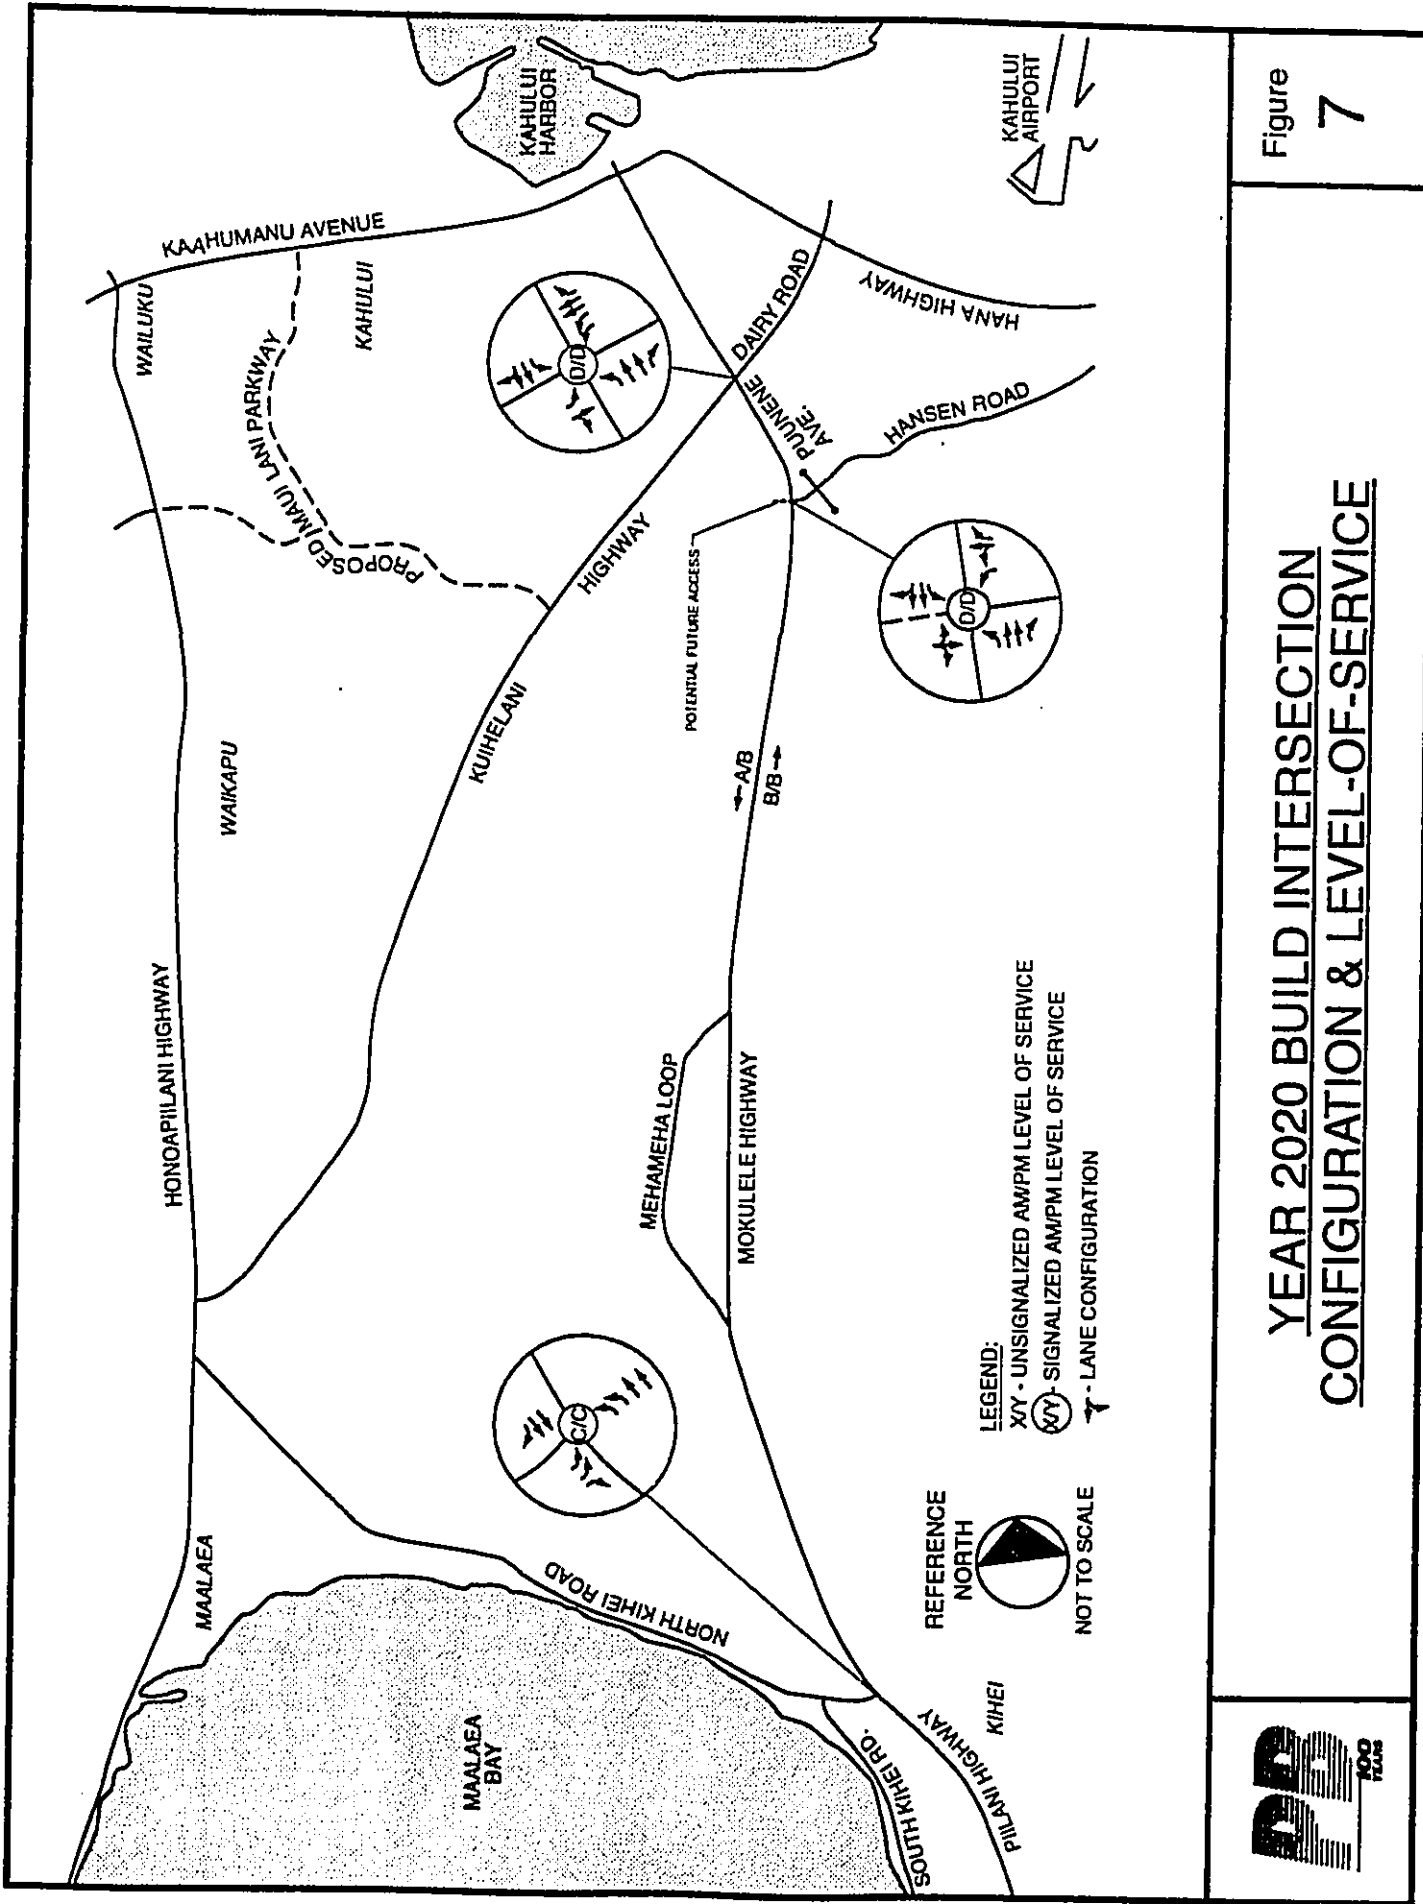 KAHULUI
HARBOR
KAHULUI
AIRPORT
KAAHUMANU AVENUE
WAILUKU
KAHULUI
PROPOSED MAUI LANI PARKWAY
D/D
DAIRY ROAD
HANA HIGHWAY
PUUNENE
AVE.
HANSEN ROAD
KUIHELANI HIGHWAY
POTENTIAL FUTURE ACCESS
D/D
WAIKAPU
A/B
B/B
HONOAPIILANI HIGHWAY
MEHAMEHA LOOP
MOKULELE HIGHWAY
C/C
MAALAEA
NORTH KIHEI ROAD
MAALAEA
BAY
SOUTH KIHEI RD.
PIILANI HIGHWAY
KIHEI
REFERENCE
NORTH
NOT TO SCALE
LEGEND:
X/Y - UNSIGNALIZED AM/PM LEVEL OF SERVICE
X/Y - SIGNALIZED AM/PM LEVEL OF SERVICE
- LANE CONFIGURATION
100
YEARS
YEAR 2020 BUILD INTERSECTION
CONFIGURATION & LEVEL-OF-SERVICE
Figure
7